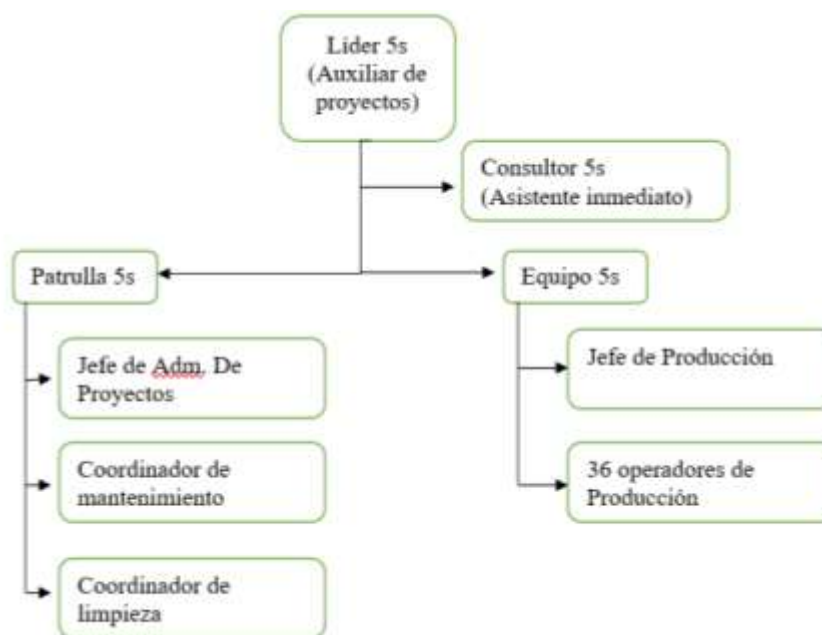 Líder 5s
(Auxiliar de
proyectos)
Consultor 5s
(Asistente inmediato)
Patrulla 5s
Equipo 5s
Jefe de Adm. De
Proyectos
Jefe de Producción
Coordinador de
mantenimiento
36 operadores de
Producción
Coordinador de
limpieza